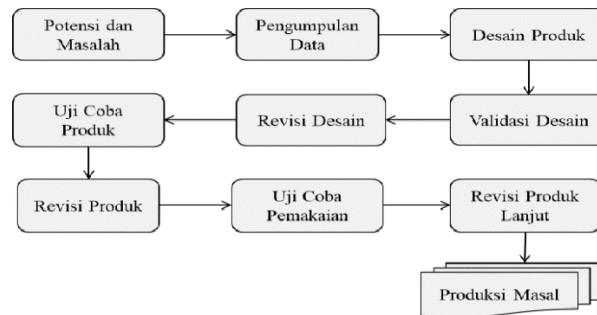 Potensi dan
Masalah
Pengumpulan
Data
Desain Produk
Validasi Desain
Revisi Desain
Uji Coba
Produk
Revisi Produk
Uji Coba
Pemakaian
Revisi Produk
Lanjut
Produksi Masal